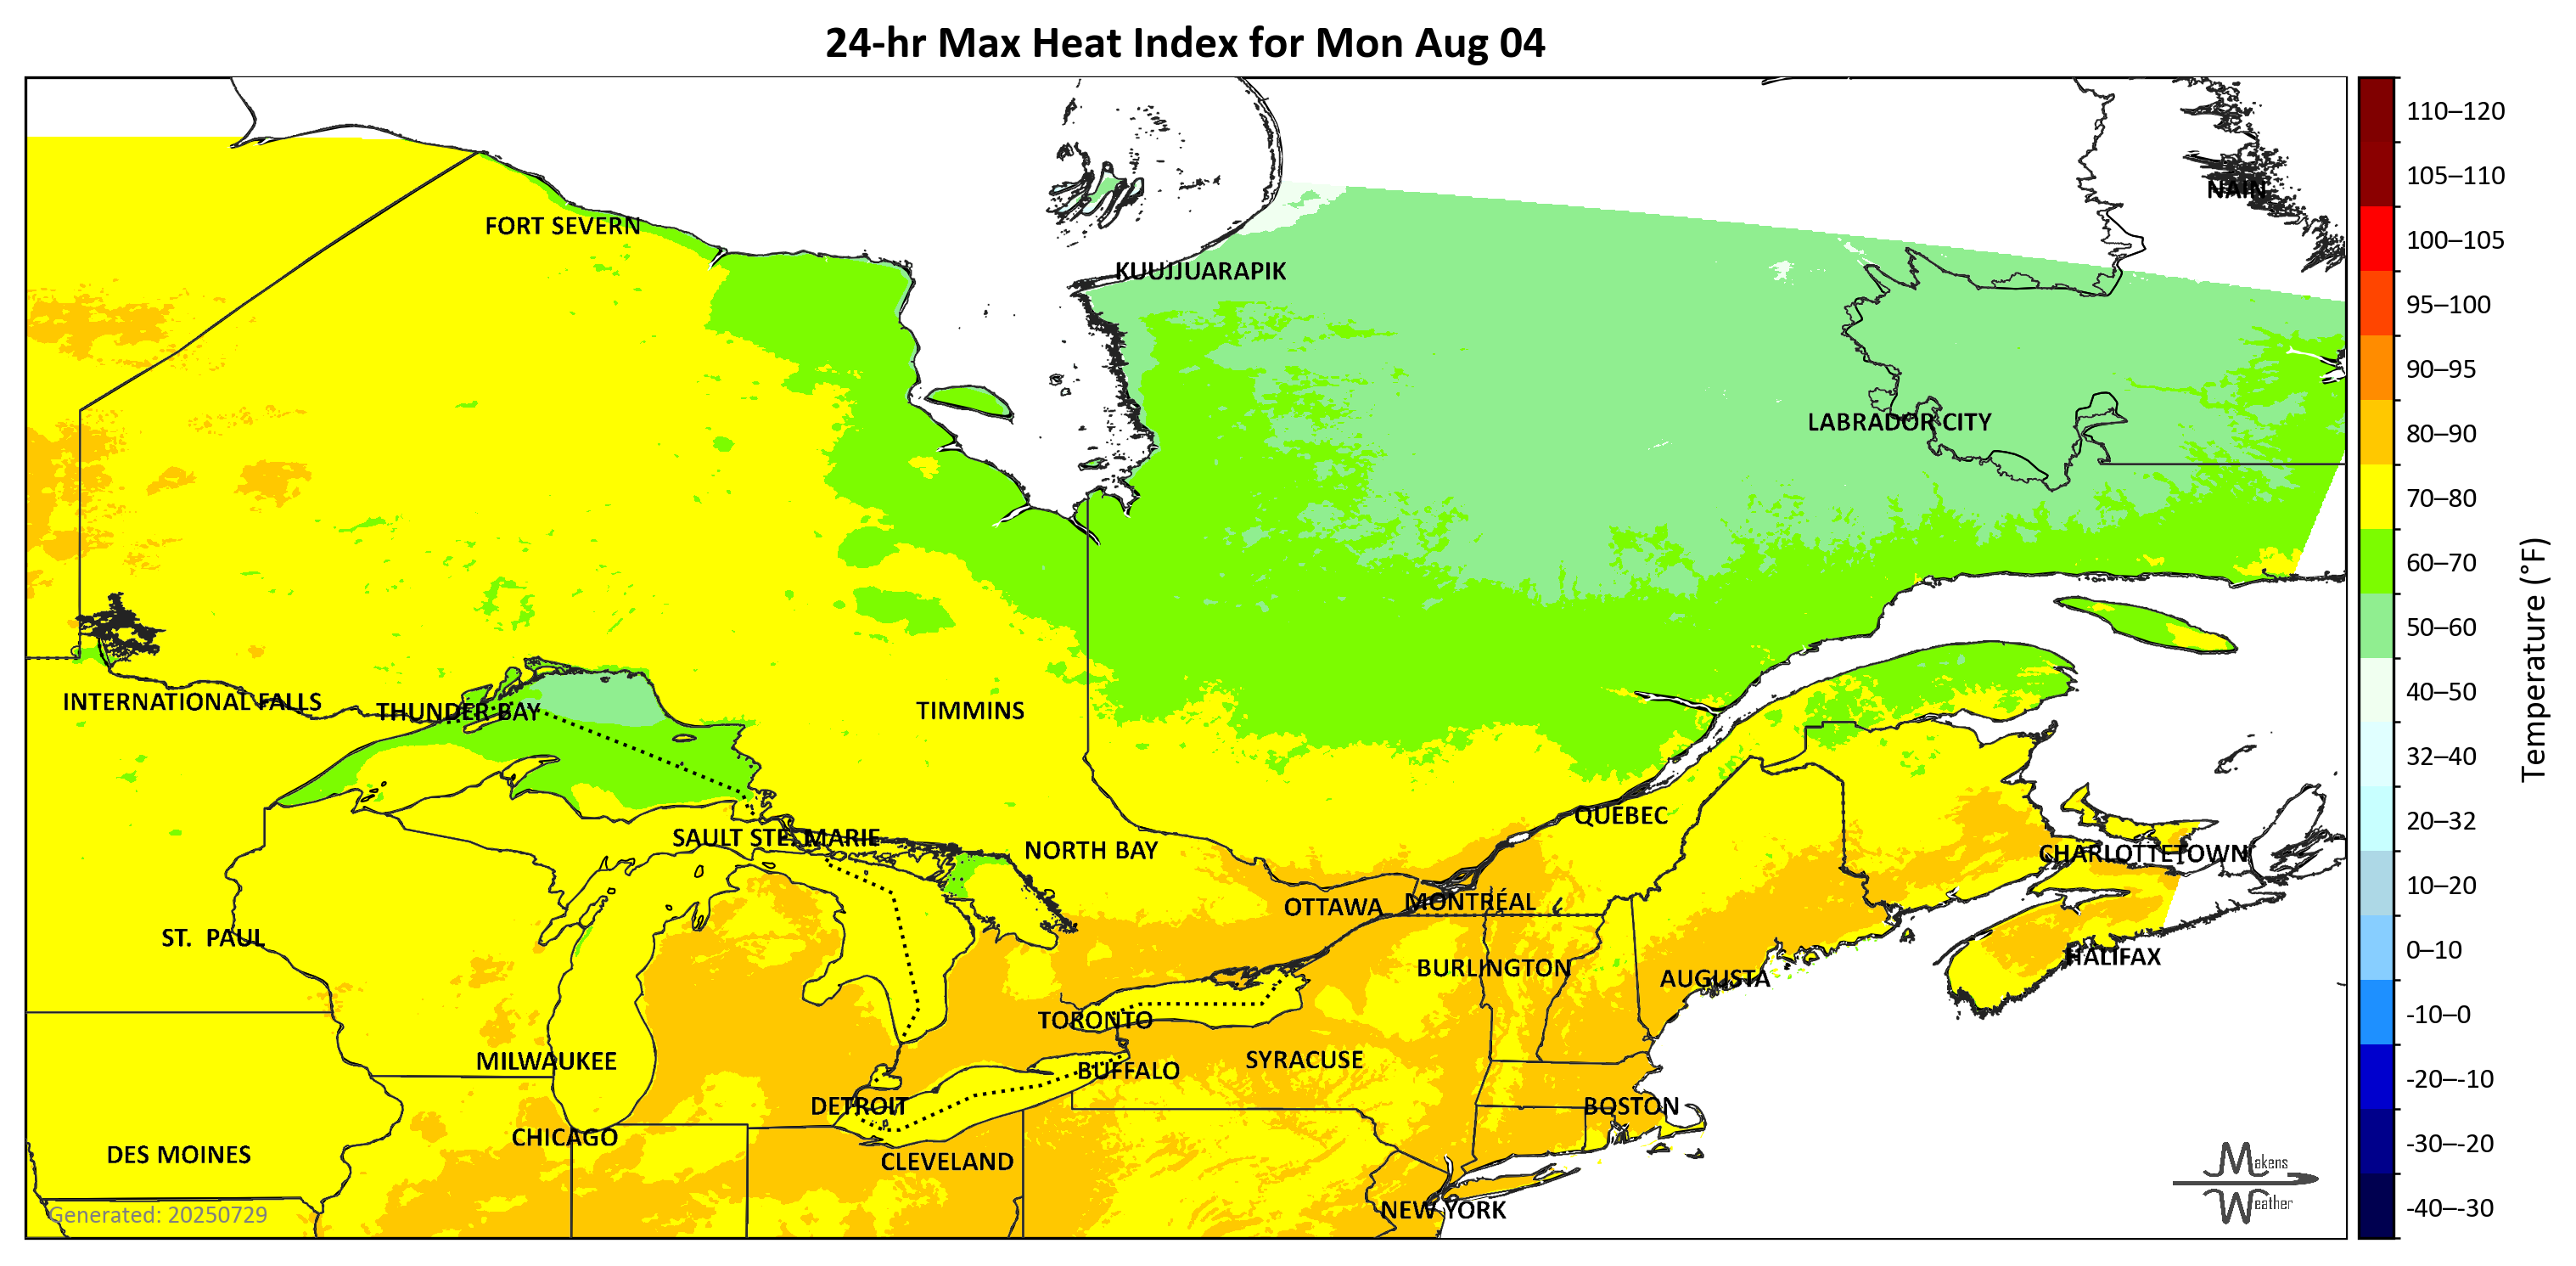 24-hr Max Heat Index for Mon Aug 04
110–120
105–110
NAIN
FORT SEVERN
100–105
KUUJJUARAPIK
95–100
90–95
LABRADOR CITY
80–90
70–80
60–70
50–60
Temperature (°F)
INTERNATIONAL FALLS
THUNDER BAY
TIMMINS
40–50
32–40
QUEBEC
20–32
SAULT STE. MARIE
NORTH BAY
CHARLOTTETOWN
10–20
OTTAWA
MONTRÉAL
ST. PAUL
HALIFAX
0–10
BURLINGTON
AUGUSTA
TORONTO
-10–0
MILWAUKEE
SYRACUSE
BUFFALO
-20–-10
DETROIT
BOSTON
CHICAGO
-30–-20
DES MOINES
CLEVELAND
Makens
Weather
Generated: 20250729
NEW YORK
-40–-30